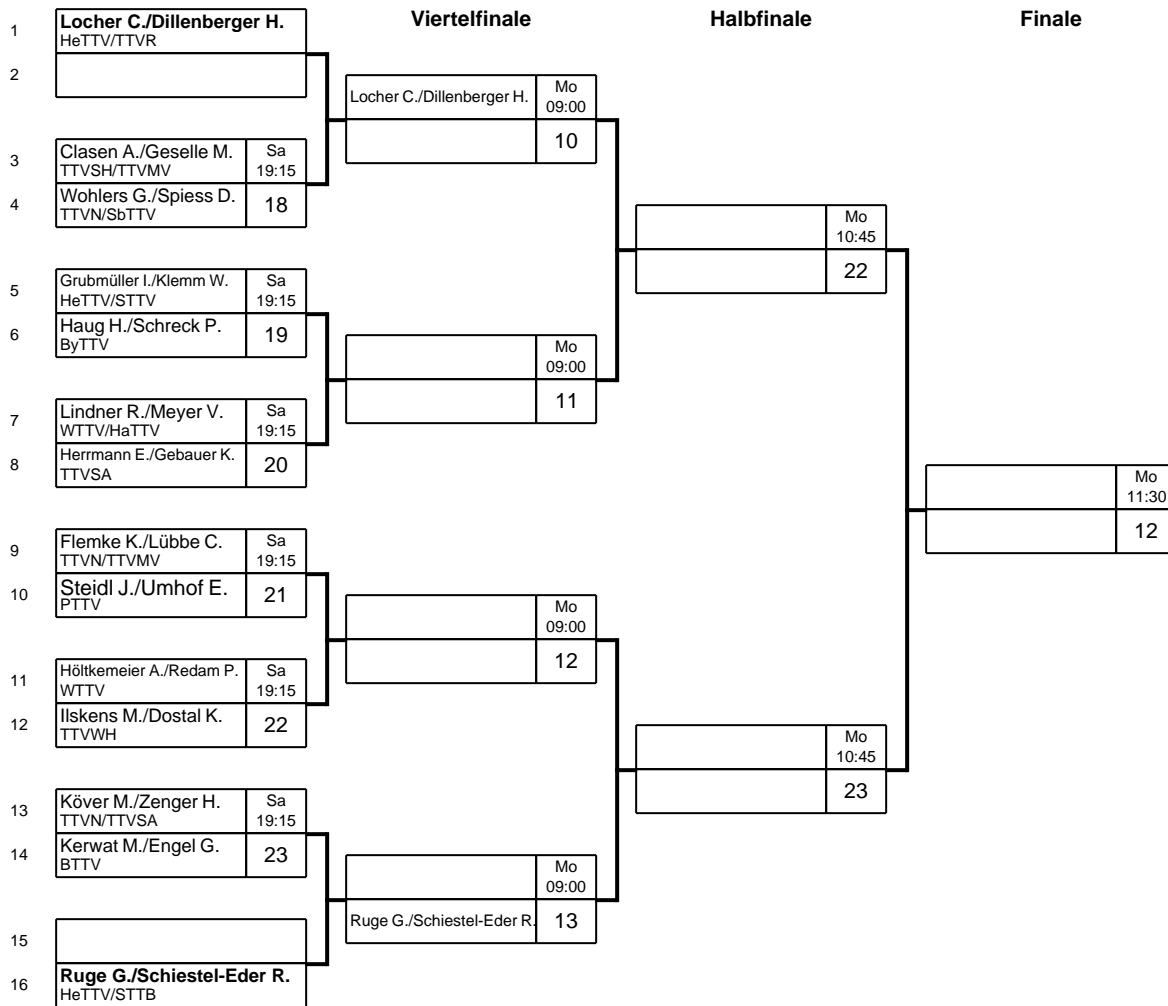 Viertelfinale Halbfinale Finale
1 Locher C./Dillenberger H.
HeTTV/TTVR
2
Locher C./Dillenberger H. Mo 09:00
10
3 Clasen A./Geselle M. Sa 19:15
TTVSH/TTVMV
4 Wohlers G./Spiess D. 18
TTVN/SbTTV
Mo 10:45
22
5 Grubmüller I./Klemm W. Sa 19:15
HeTTV/STTV
6 Haug H./Schreck P. 19
ByTTV
Mo 09:00
11
7 Lindner R./Meyer V. Sa 19:15
WTTV/HaTTV
8 Herrmann E./Gebauer K. 20
TTVSA
Mo 11:30
12
9 Flemke K./Lübbe C. Sa 19:15
TTVN/TTVMV
10 Steidl J./Umhof E. 21
PTTV
Mo 09:00
12
11 Höltkemeier A./Redam P. Sa 19:15
WTTV
12 Ilskens M./Dostal K. 22
TTVWH
Mo 10:45
23
13 Köver M./Zenger H. Sa 19:15
TTVN/TTVSA
14 Kerwat M./Engel G. 23
BTTV
Mo 09:00
Ruge G./Schiestel-Eder R. 13
15
16 Ruge G./Schiestel-Eder R.
HeTTV/STTB